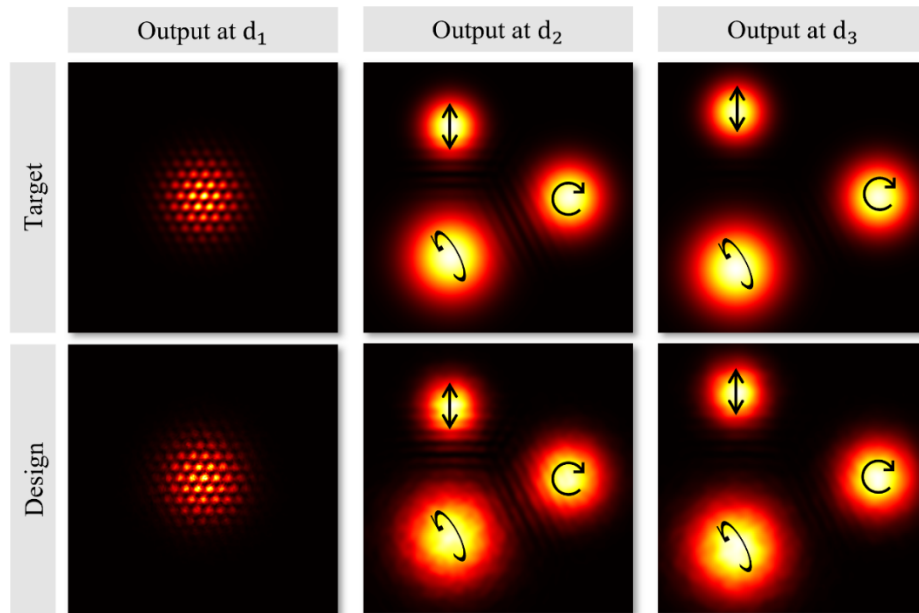 Output at d₁
Output at d₂
Output at d₃
Target
Design